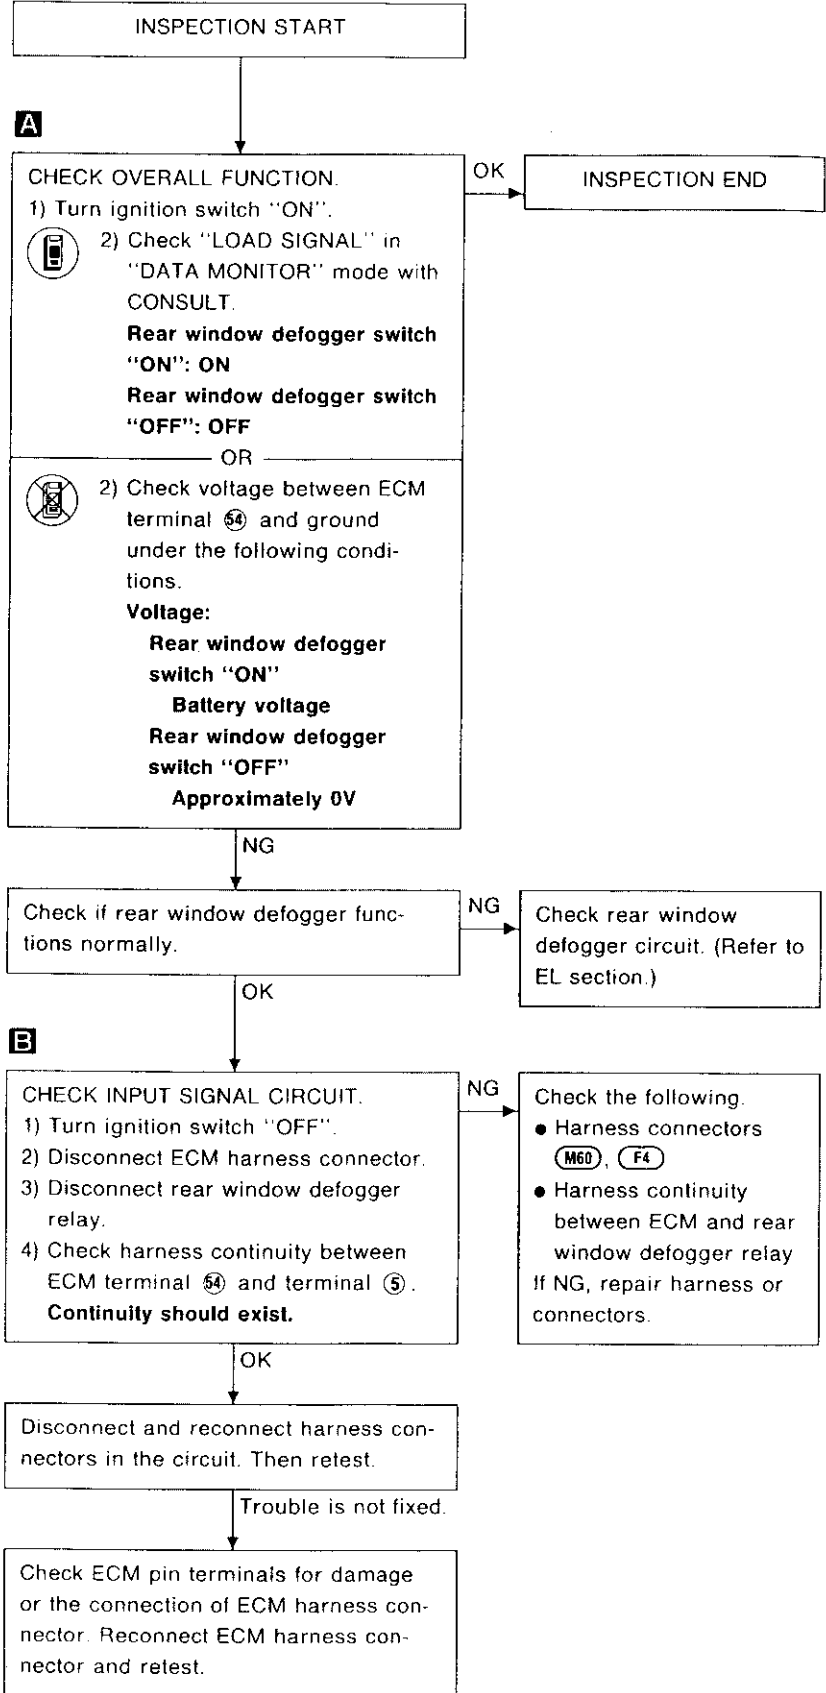 INSPECTION START
A
CHECK OVERALL FUNCTION.
1) Turn ignition switch "ON".
2) Check "LOAD SIGNAL" in
"DATA MONITOR" mode with
CONSULT.
Rear window defogger switch
"ON": ON
Rear window defogger switch
"OFF": OFF
OR
2) Check voltage between ECM
terminal 54 and ground
under the following condi-
tions.
Voltage:
Rear window defogger
switch "ON"
Battery voltage
Rear window defogger
switch "OFF"
Approximately 0V
OK
INSPECTION END
NG
Check if rear window defogger func-
tions normally.
NG
Check rear window
defogger circuit. (Refer to
EL section.)
OK
B
CHECK INPUT SIGNAL CIRCUIT.
1) Turn ignition switch "OFF".
2) Disconnect ECM harness connector.
3) Disconnect rear window defogger
relay.
4) Check harness continuity between
ECM terminal 54 and terminal 5.
Continuity should exist.
NG
Check the following.
● Harness connectors
M60, F4
● Harness continuity
between ECM and rear
window defogger relay
If NG, repair harness or
connectors.
OK
Disconnect and reconnect harness con-
nectors in the circuit. Then retest.
Trouble is not fixed.
Check ECM pin terminals for damage
or the connection of ECM harness con-
nector. Reconnect ECM harness con-
nector and retest.